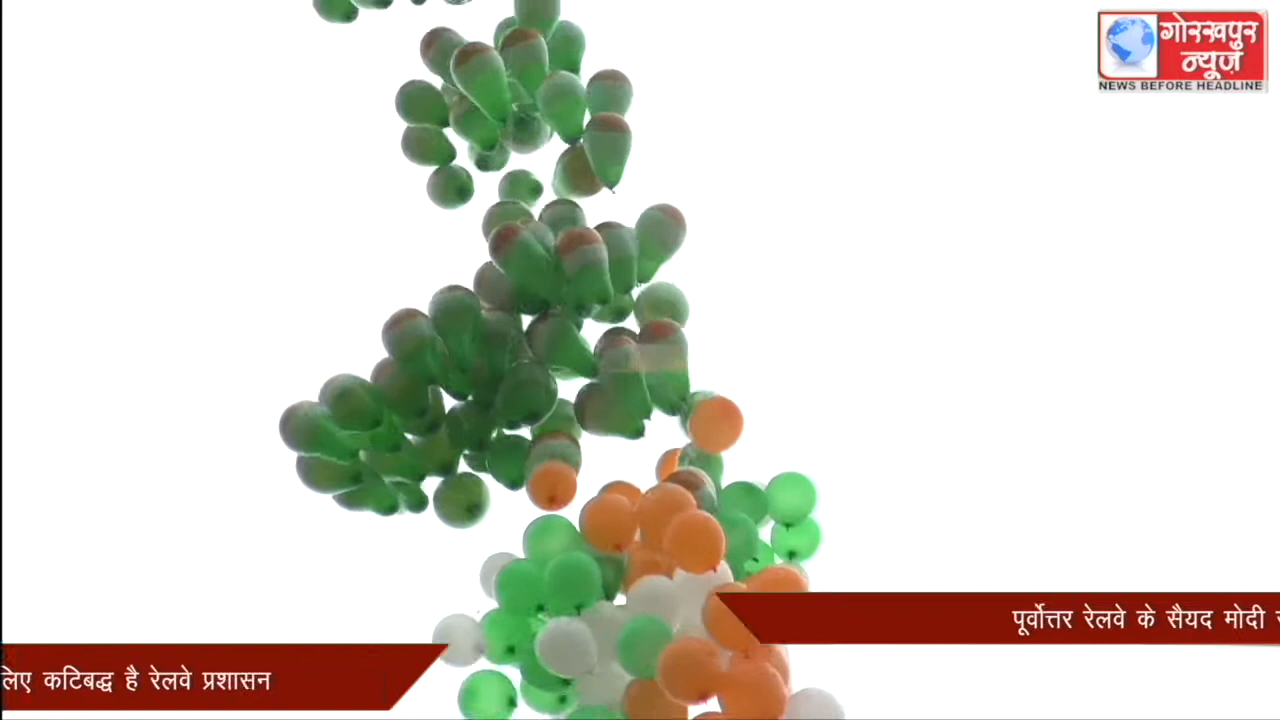 गोरखपुर
न्यूज़
NEWS BEFORE HEADLINE
पूर्वोत्तर रेलवे के सैयद मोदी
लिए कटिबद्ध है रेलवे प्रशासन